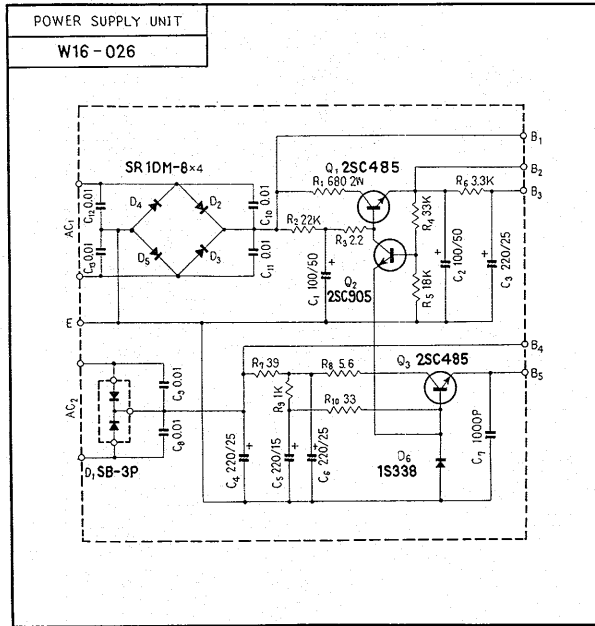 POWER SUPPLY UNIT
W16-026
B₁
SR1DM-8×4
Q₁ 2SC485
B₂
R₁ 680 2W
R₆ 3.3K
B₃
D₄
D₂
C₁₂ 0.01
C₁₀ 0.01
R₂ 22K
R₃ 2.2
R₄ 33K
AC₁
C₁₃ 0.01
D₅
D₃
C₁₁ 0.01
C₁ 100/50
+
Q₂
2SC905
R₅ 18K
+
C₂ 100/50
+
C₃ 220/25
E
B₄
R₇ 39
R₈ 5.6
Q₃ 2SC485
B₅
AC₂
C₉ 0.01
C₈ 0.01
R₉ 1K
R₁₀ 33
D₁ SB-3P
C₄ 220/25
+
C₅ 220/15
+
C₆ 220/25
+
D₆
1S338
C₇ 1000P